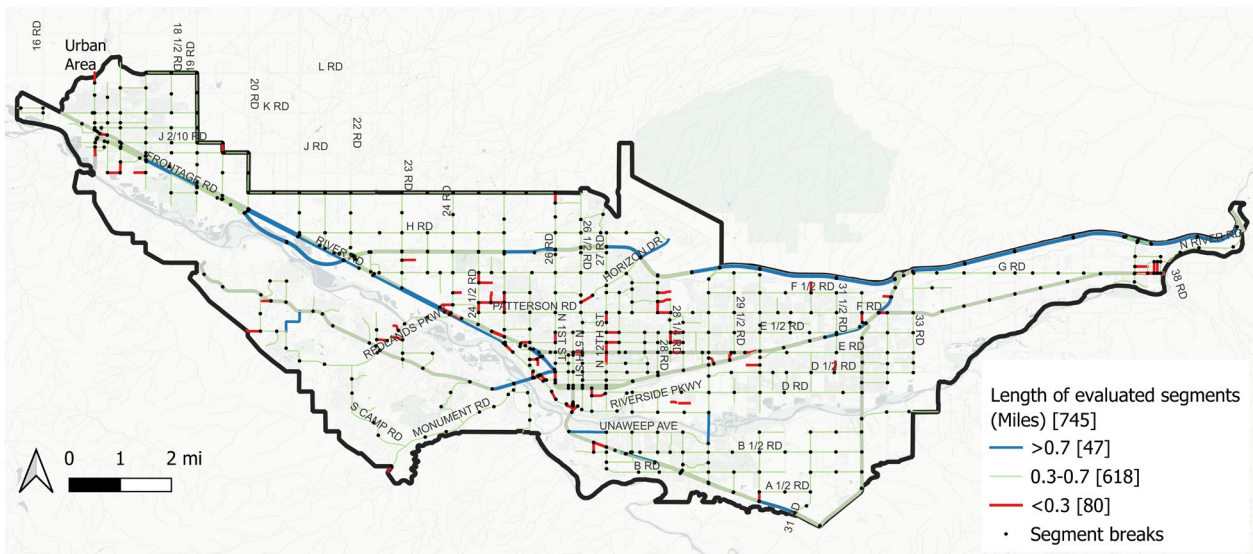 16 RD
Urban
Area
18 1/2 RD
19 RD
L RD
20 RD
K RD
22 RD
J 2/10 RD
J RD
FRONTAGE RD
23 RD
24 RD
H RD
26 RD
26 1/2 RD
27 RD
HORIZON DR
RIVER RD
N RIVER RD
G RD
38 RD
F 1/2 RD
31 1/2 RD
24 1/2 RD
PATTERSON RD
F RD
29 1/2 RD
33 RD
E 1/2 RD
REDLANDS PKWY
N 1ST ST
N 5TH ST
N 12TH ST
28 1/2 RD
28 RD
E RD
D 1/2 RD
D RD
RIVERSIDE PKWY
S CAMP RD
MONUMENT RD
UNAWEEP AVE
B 1/2 RD
B RD
A 1/2 RD
0 1 2 mi
Length of evaluated segments
(Miles) [745]
>0.7 [47]
0.3-0.7 [618]
<0.3 [80]
Segment breaks